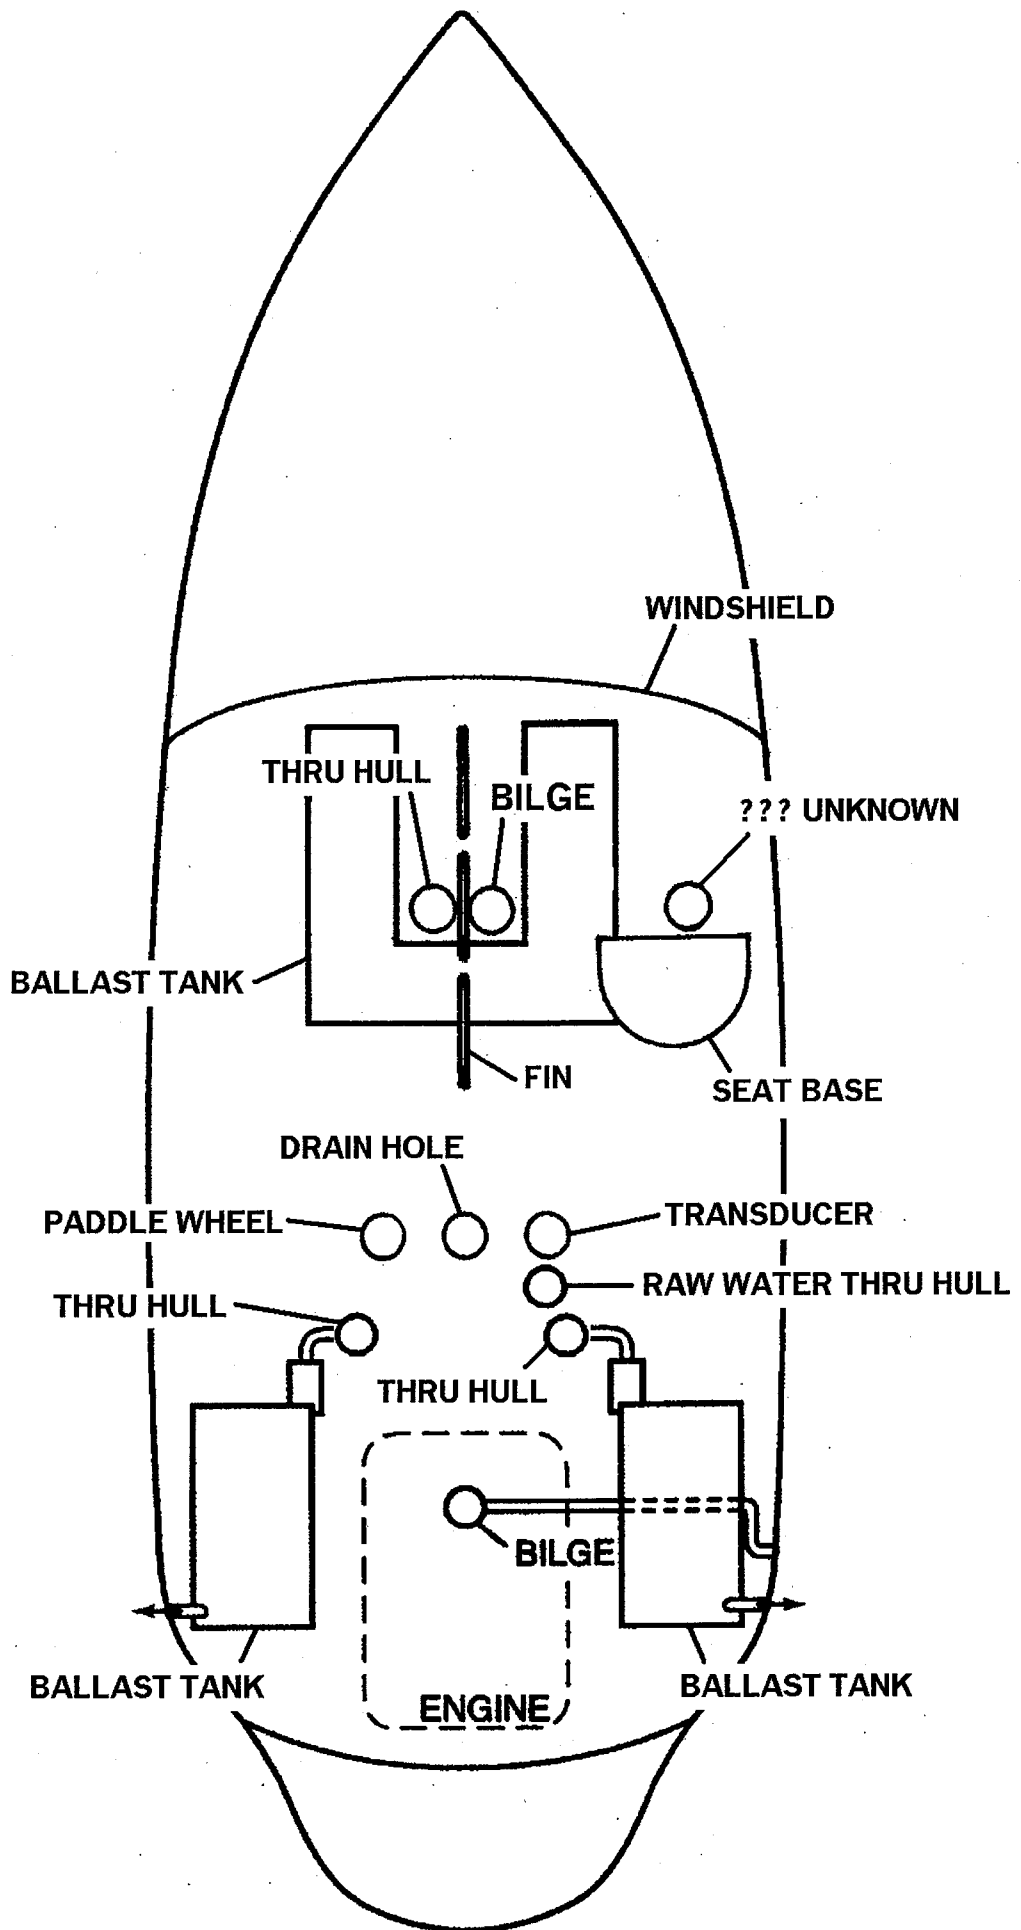 WINDSHIELD
THRU HULL
BILGE
??? UNKNOWN
BALLAST TANK
FIN
SEAT BASE
DRAIN HOLE
PADDLE WHEEL
TRANSDUCER
RAW WATER THRU HULL
THRU HULL
THRU HULL
BILGE
BALLAST TANK
BALLAST TANK
ENGINE